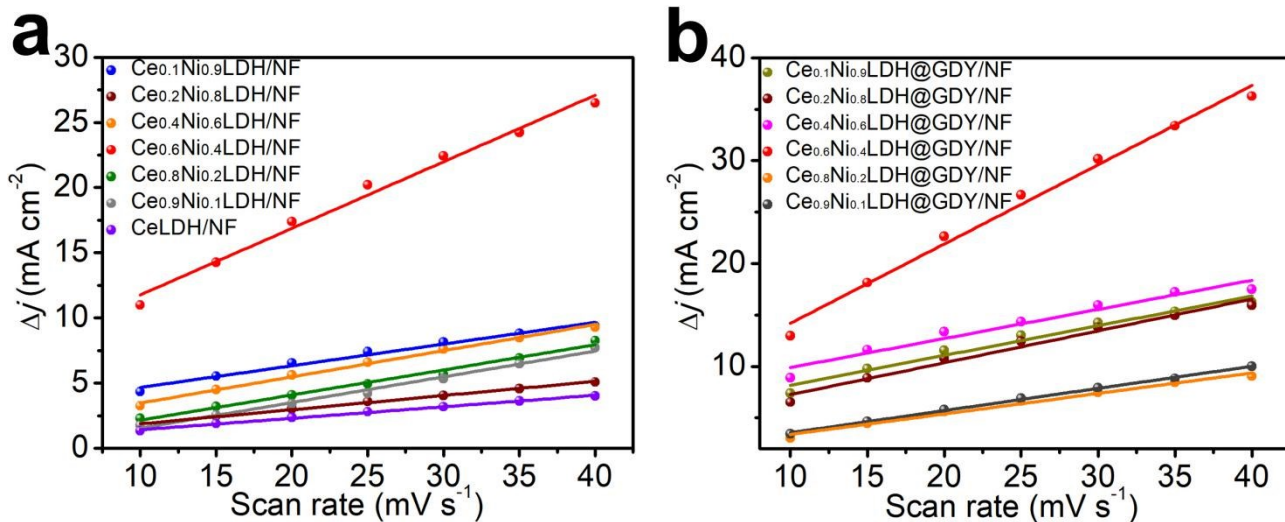 a
30
25
20
15
10
5
0
Δj (mA cm⁻²)
Ce₀.₁Ni₀.₉LDH/NF
Ce₀.₂Ni₀.₈LDH/NF
Ce₀.₄Ni₀.₆LDH/NF
Ce₀.₆Ni₀.₄LDH/NF
Ce₀.₈Ni₀.₂LDH/NF
Ce₀.₉Ni₀.₁LDH/NF
CeLDH/NF
10 15 20 25 30 35 40
Scan rate (mV s⁻¹)
b
40
30
20
10
Δj (mA cm⁻²)
Ce₀.₁Ni₀.₉LDH@GDY/NF
Ce₀.₂Ni₀.₈LDH@GDY/NF
Ce₀.₄Ni₀.₆LDH@GDY/NF
Ce₀.₆Ni₀.₄LDH@GDY/NF
Ce₀.₈Ni₀.₂LDH@GDY/NF
Ce₀.₉Ni₀.₁LDH@GDY/NF
10 15 20 25 30 35 40
Scan rate (mV s⁻¹)